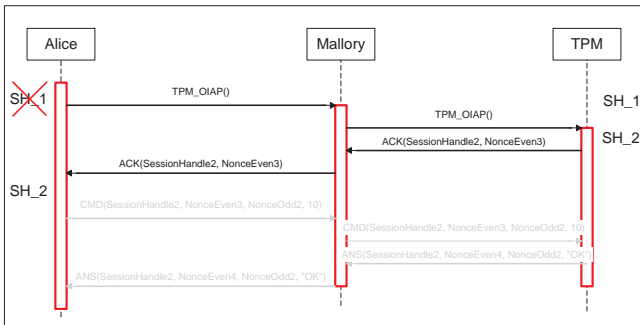 Alice
Mallory
TPM
SH_1
TPM_OIAP()
SH_1
TPM_OIAP()
SH_2
ACK(SessionHandle2, NonceEven3)
ACK(SessionHandle2, NonceEven3)
SH_2
CMD(SessionHandle2, NonceEven3, NonceOdd2, 10)
CMD(SessionHandle2, NonceEven3, NonceOdd2, 10)
ANS(SessionHandle2, NonceEven4, NonceOdd2, "OK")
ANS(SessionHandle2, NonceEven4, NonceOdd2, "OK")